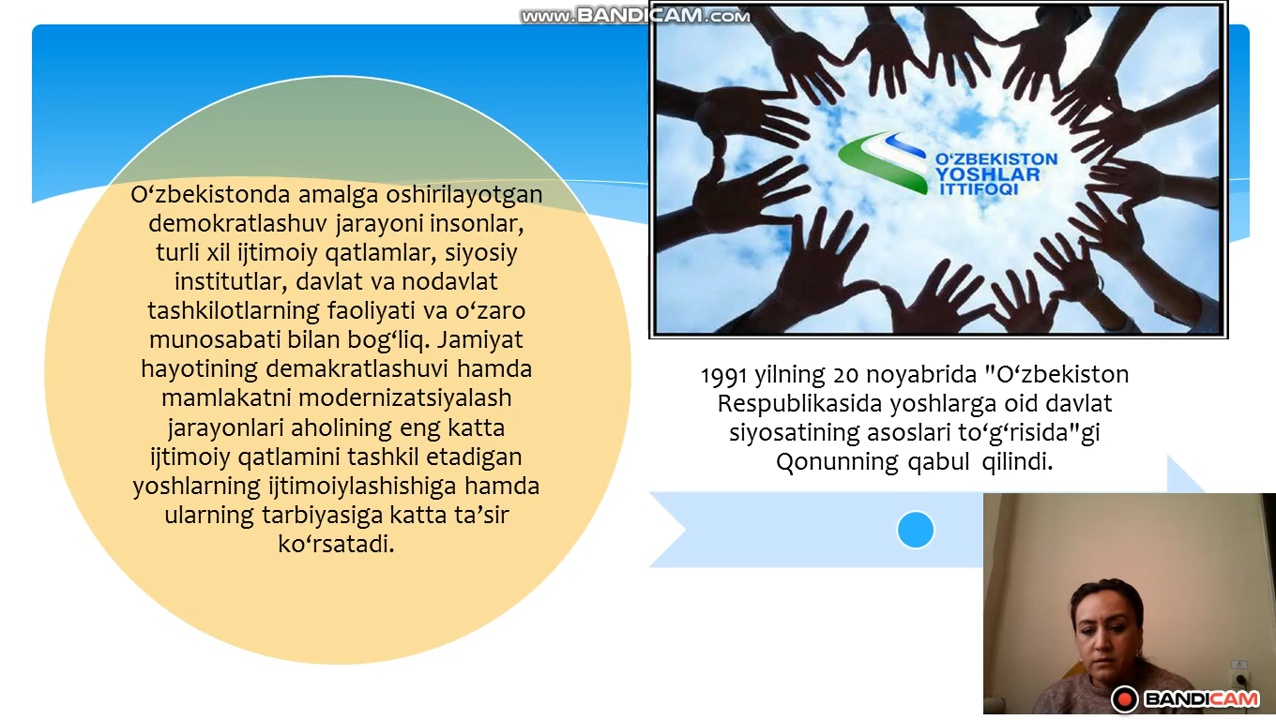 www.BANDICAM.com
O‘zbekistonda amalga oshirilayotgan
demokratlashuv jarayoni insonlar,
turli xil ijtimoiy qatlamlar, siyosiy
institutlar, davlat va nodavlat
tashkilotlarning faoliyati va o‘zaro
munosabati bilan bog‘liq. Jamiyat
hayotining demakratlashuvi hamda
mamlakatni modernizatsiyalash
jarayonlari aholining eng katta
ijtimoiy qatlamini tashkil etadigan
yoshlarning ijtimoiylashishiga hamda
ularning tarbiyasiga katta ta’sir
ko‘rsatadi.
O‘ZBEKISTON
YOSHLAR
ITTIFOQI
1991 yilning 20 noyabrida "O‘zbekiston
Respublikasida yoshlarga oid davlat
siyosatining asoslari to‘g‘risida"gi
Qonunning qabul qilindi.
BANDICAM